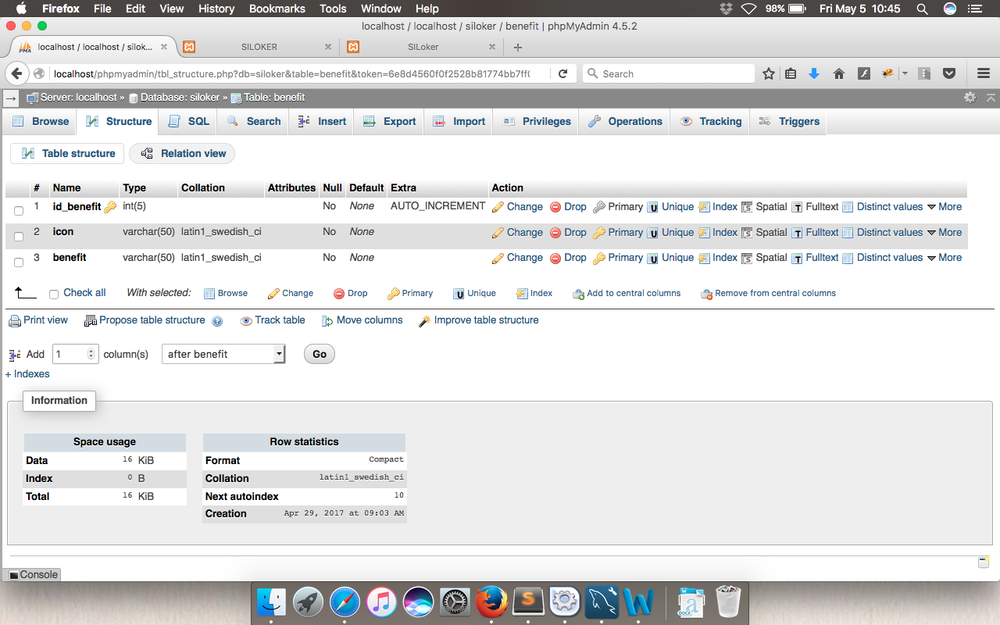 Firefox File Edit View History Bookmarks Tools Window Help 98% Fri May 5 10:45
localhost / localhost / siloker / benefit | phpMyAdmin 4.5.2
localhost / localhost / silok... SILOKER SILoker
localhost/phpmyadmin/tbl_structure.php?db=siloker&table=benefit&token=6e8d4560f0f2528b81774bb7ff0 Search
Server: localhost » Database: siloker » Table: benefit
Browse Structure SQL Search Insert Export Import Privileges Operations Tracking Triggers
Table structure Relation view
# Name Type Collation Attributes Null Default Extra Action
1 id_benefit int(5) No None AUTO_INCREMENT Change Drop Primary Unique Index Spatial Fulltext Distinct values More
2 icon varchar(50) latin1_swedish_ci No None Change Drop Primary Unique Index Spatial Fulltext Distinct values More
3 benefit varchar(50) latin1_swedish_ci No None Change Drop Primary Unique Index Spatial Fulltext Distinct values More
Check all With selected: Browse Change Drop Primary Unique Index Add to central columns Remove from central columns
Print view Propose table structure Track table Move columns Improve table structure
Add 1 column(s) after benefit Go
+ Indexes
Information
Space usage
Data 16 KiB
Index 0 B
Total 16 KiB
Row statistics
Format Compact
Collation latin1_swedish_ci
Next autoindex 10
Creation Apr 29, 2017 at 09:03 AM
Console